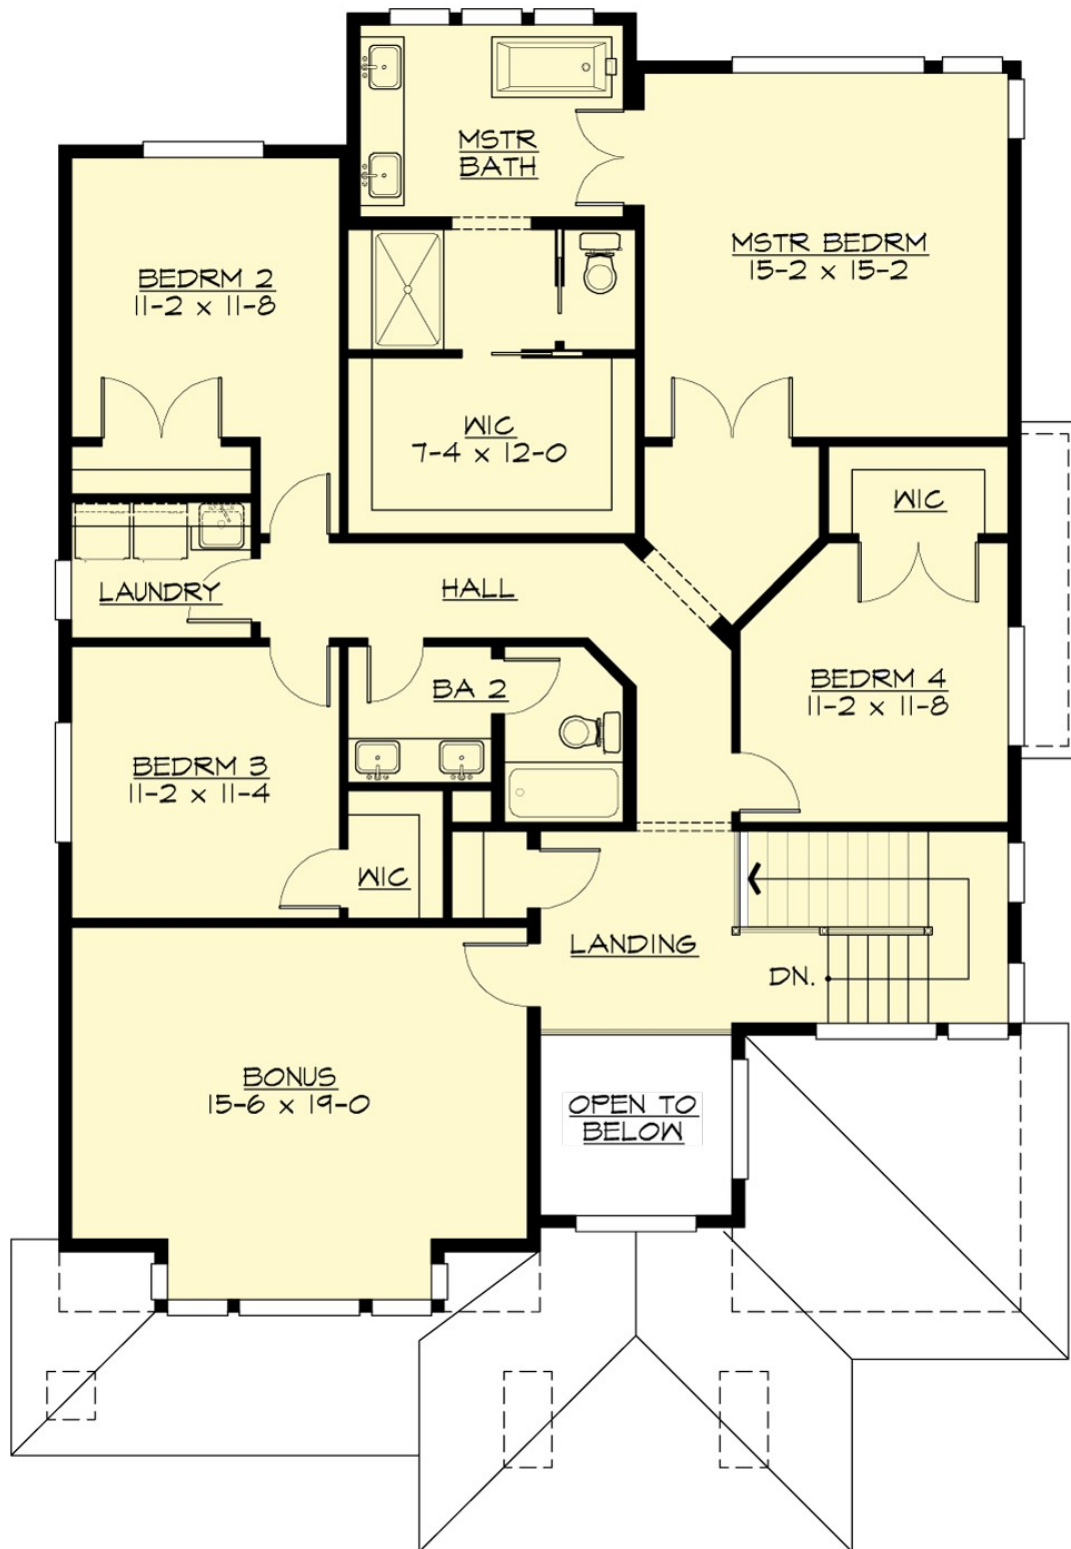 MSTR
BATH
MSTR BEDRM
15-2 x 15-2
BEDRM 2
11-2 x 11-8
WIC
7-4 x 12-0
WIC
LAUNDRY
HALL
BEDRM 4
11-2 x 11-8
BA 2
BEDRM 3
11-2 x 11-4
WIC
LANDING
DN.
BONUS
15-6 x 19-0
OPEN TO
BELOW